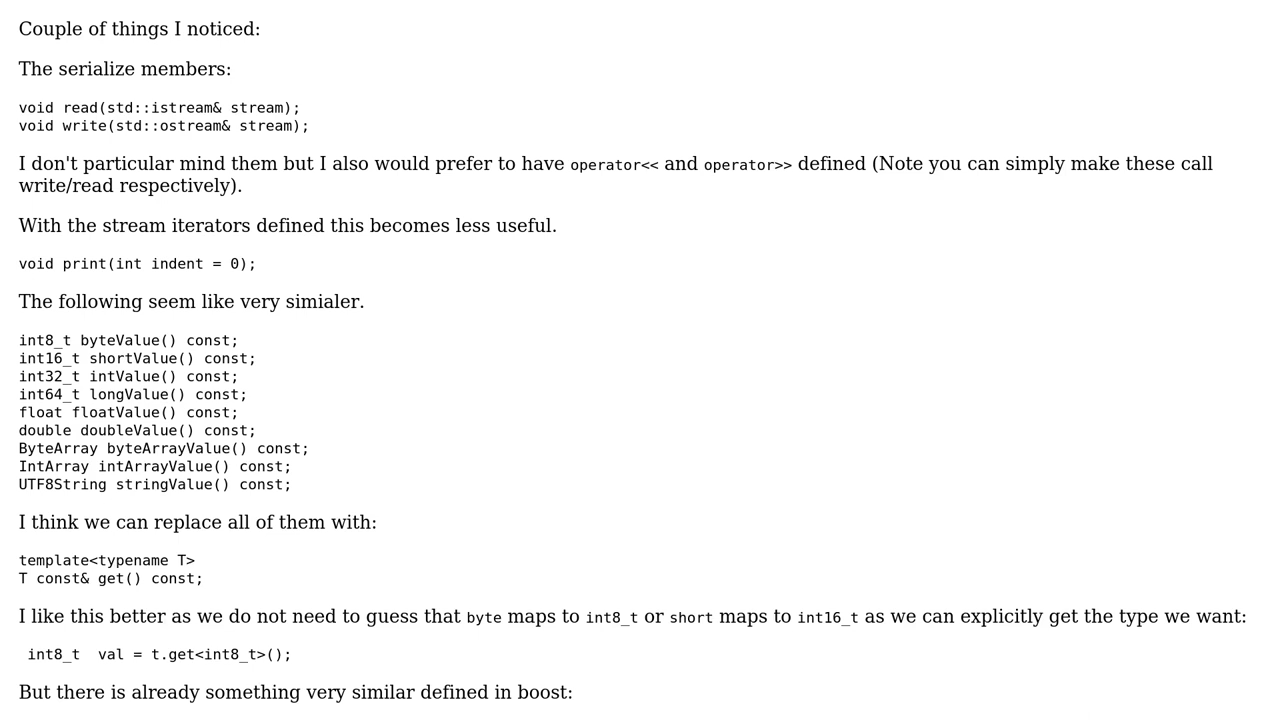 Couple of things I noticed:
The serialize members:
void read(std::istream& stream);
void write(std::ostream& stream);
I don't particular mind them but I also would prefer to have operator<< and operator>> defined (Note you can simply make these call
write/read respectively).
With the stream iterators defined this becomes less useful.
void print(int indent = 0);
The following seem like very simialer.
int8_t byteValue() const;
int16_t shortValue() const;
int32_t intValue() const;
int64_t longValue() const;
float floatValue() const;
double doubleValue() const;
ByteArray byteArrayValue() const;
IntArray intArrayValue() const;
UTF8String stringValue() const;
I think we can replace all of them with:
template<typename T>
T const& get() const;
I like this better as we do not need to guess that byte maps to int8_t or short maps to int16_t as we can explicitly get the type we want:
int8_t  val = t.get<int8_t>();
But there is already something very similar defined in boost: